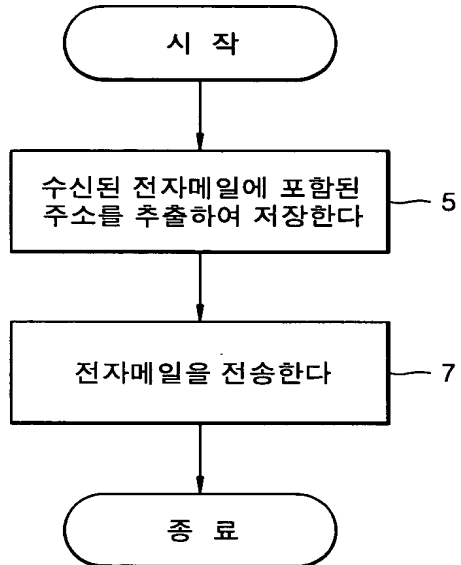 시 작
수신된 전자메일에 포함된
주소를 추출하여 저장한다
5
전자메일을 전송한다
7
종 료